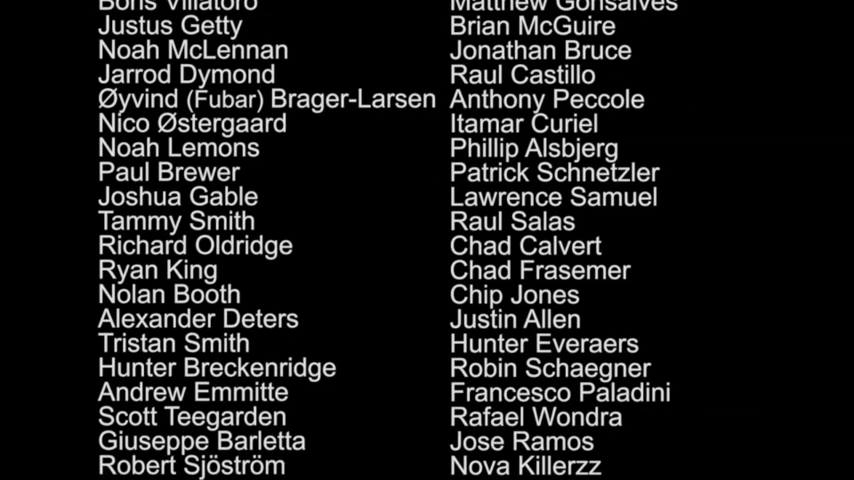 Boris Villatoro
Justus Getty
Noah McLennan
Jarrod Dymond
Øyvind (Fubar) Brager-Larsen
Nico Østergaard
Noah Lemons
Paul Brewer
Joshua Gable
Tammy Smith
Richard Oldridge
Ryan King
Nolan Booth
Alexander Deters
Tristan Smith
Hunter Breckenridge
Andrew Emmitte
Scott Teegarden
Giuseppe Barletta
Robert Sjöström
Matthew Gonsalves
Brian McGuire
Jonathan Bruce
Raul Castillo
Anthony Peccole
Itamar Curiel
Phillip Alsbjerg
Patrick Schnetzler
Lawrence Samuel
Raul Salas
Chad Calvert
Chad Frasemer
Chip Jones
Justin Allen
Hunter Everaers
Robin Schaegner
Francesco Paladini
Rafael Wondra
Jose Ramos
Nova Killerzz